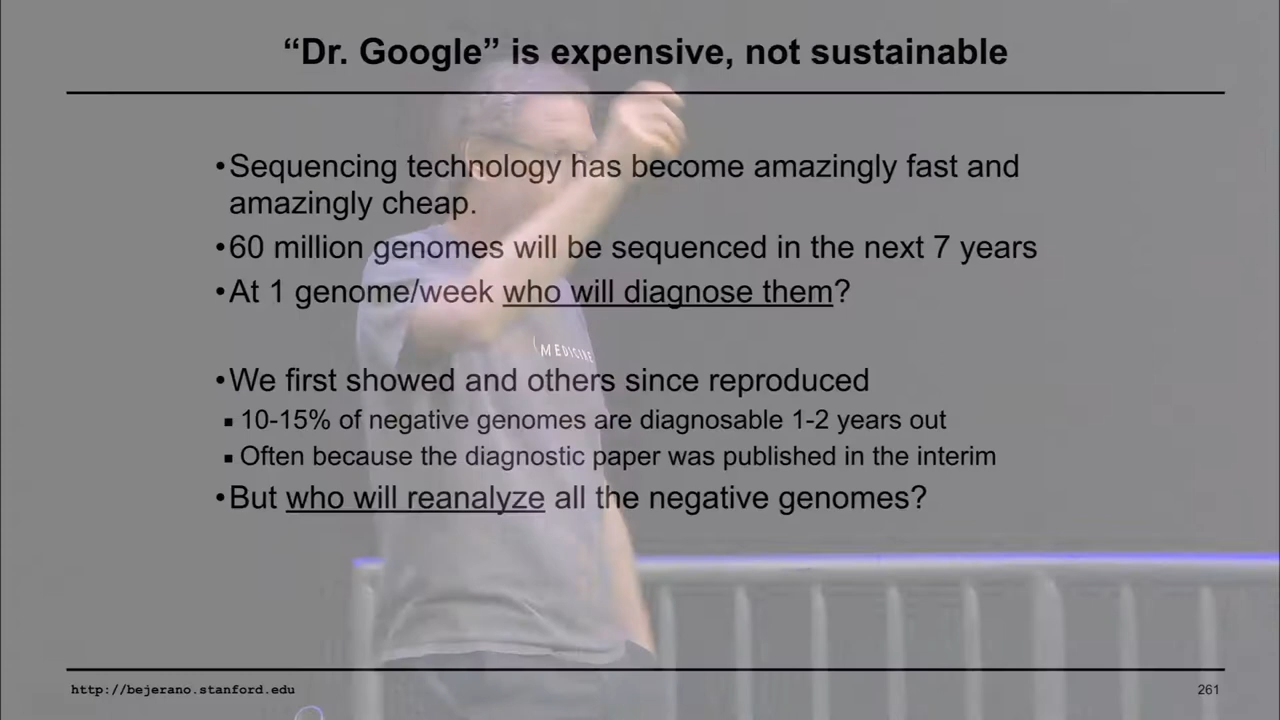 “Dr. Google” is expensive, not sustainable
•Sequencing technology has become amazingly fast and
amazingly cheap.
•60 million genomes will be sequenced in the next 7 years
•At 1 genome/week who will diagnose them?
(MEDICINE
•We first showed and others since reproduced
▪10-15% of negative genomes are diagnosable 1-2 years out
▪Often because the diagnostic paper was published in the interim
•But who will reanalyze all the negative genomes?
http://bejerano.stanford.edu
261